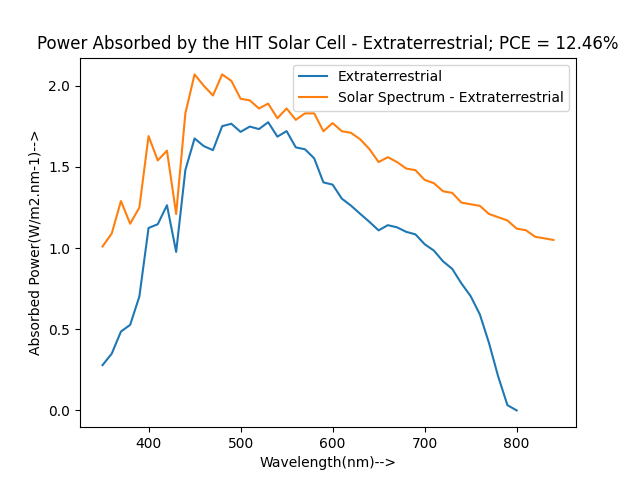 Power Absorbed by the HIT Solar Cell - Extraterrestrial; PCE = 12.46%
Extraterrestrial
Solar Spectrum - Extraterrestrial
Absorbed Power(W/m2.nm-1)-->
2.0
1.5
1.0
0.5
0.0
400 500 600 700 800
Wavelength(nm)-->